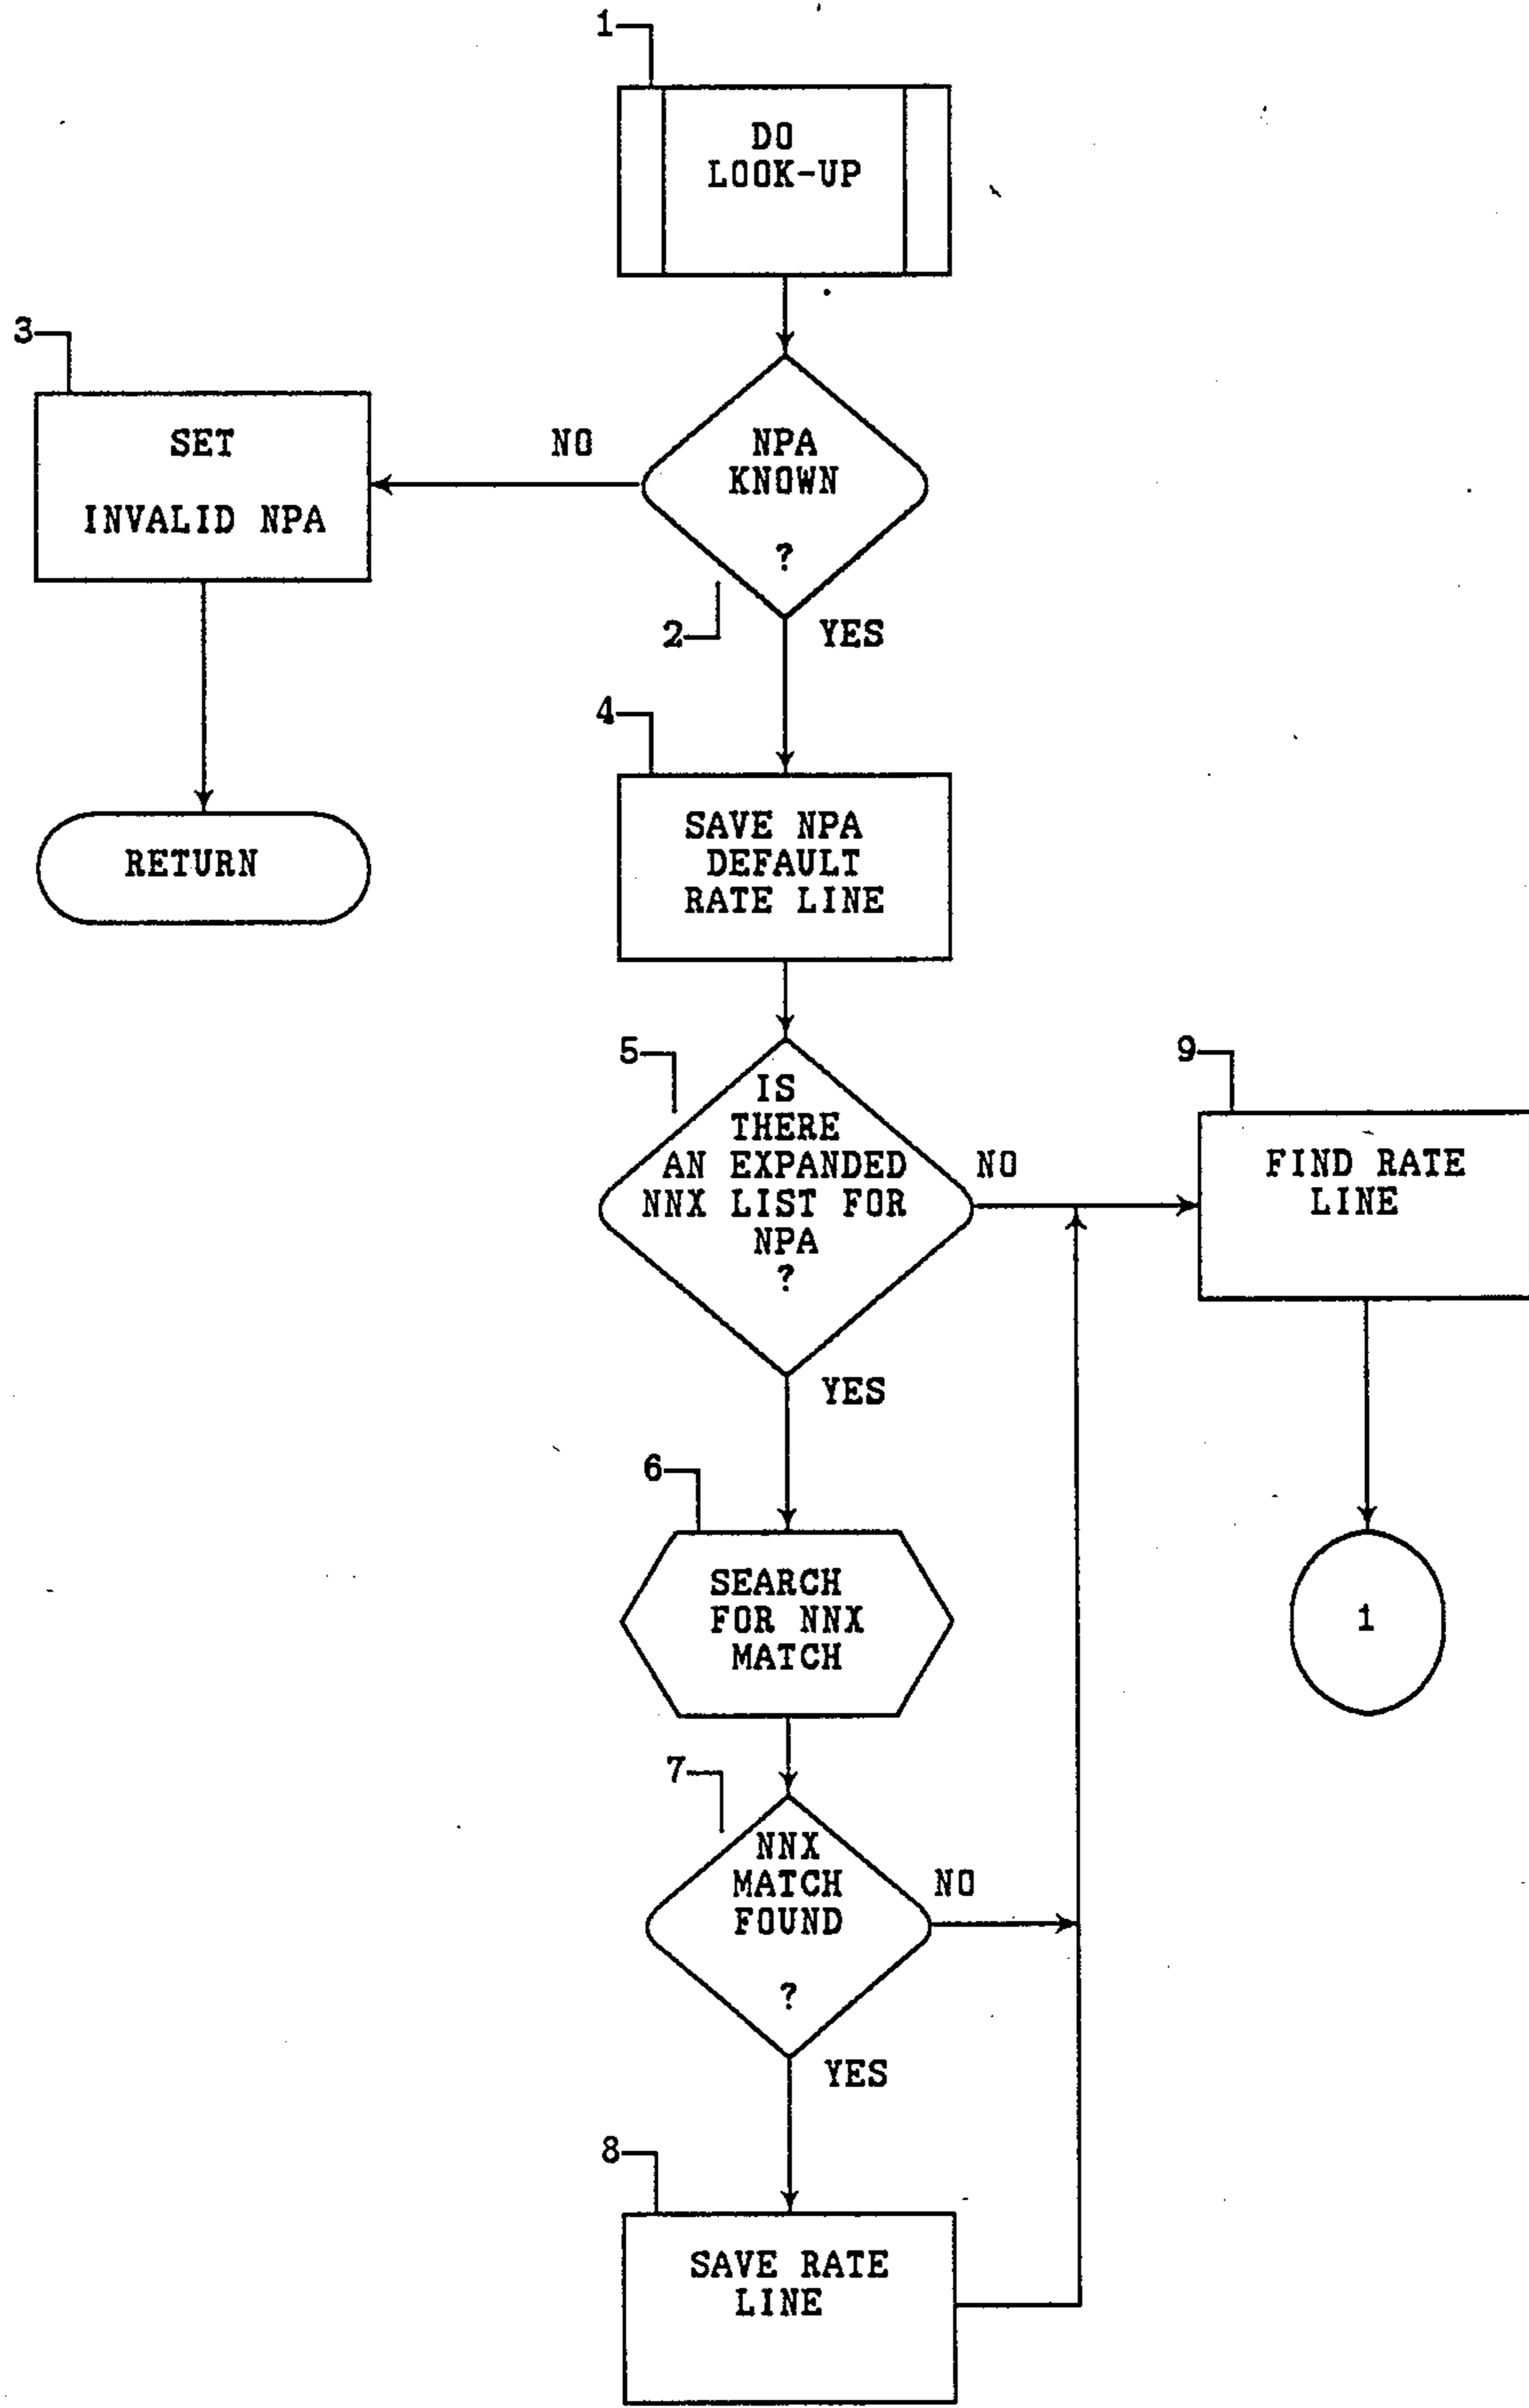 1
DO
LOOK-UP
3
SET
INVALID NPA
NO
NPA
KNOWN
?
2
YES
RETURN
4
SAVE NPA
DEFAULT
RATE LINE
5
IS
THERE
AN EXPANDED
NNX LIST FOR
NPA
?
NO
9
FIND RATE
LINE
YES
6
SEARCH
FOR NNX
MATCH
1
7
NNX
MATCH
FOUND
?
NO
YES
8
SAVE RATE
LINE